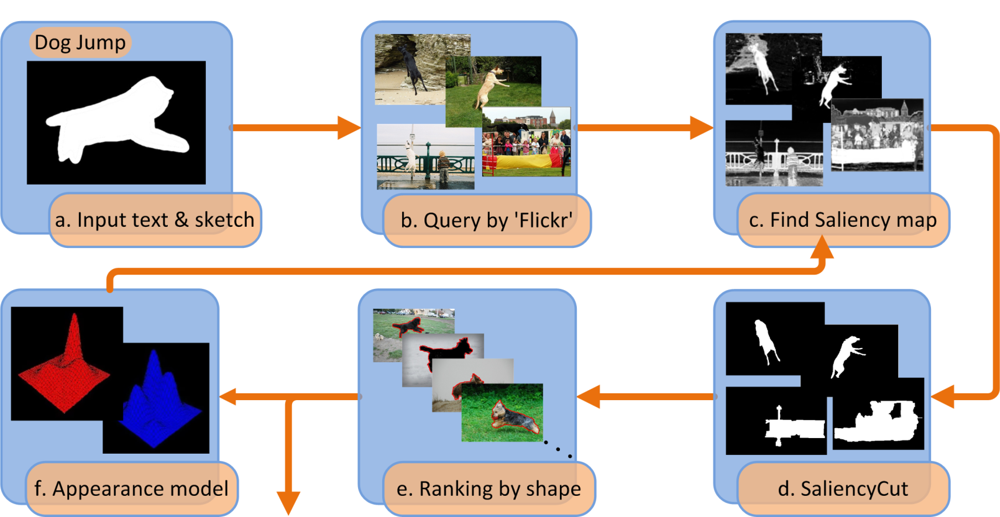 Dog Jump
a. Input text & sketch
b. Query by 'Flickr'
c. Find Saliency map
f. Appearance model
e. Ranking by shape
d. SaliencyCut